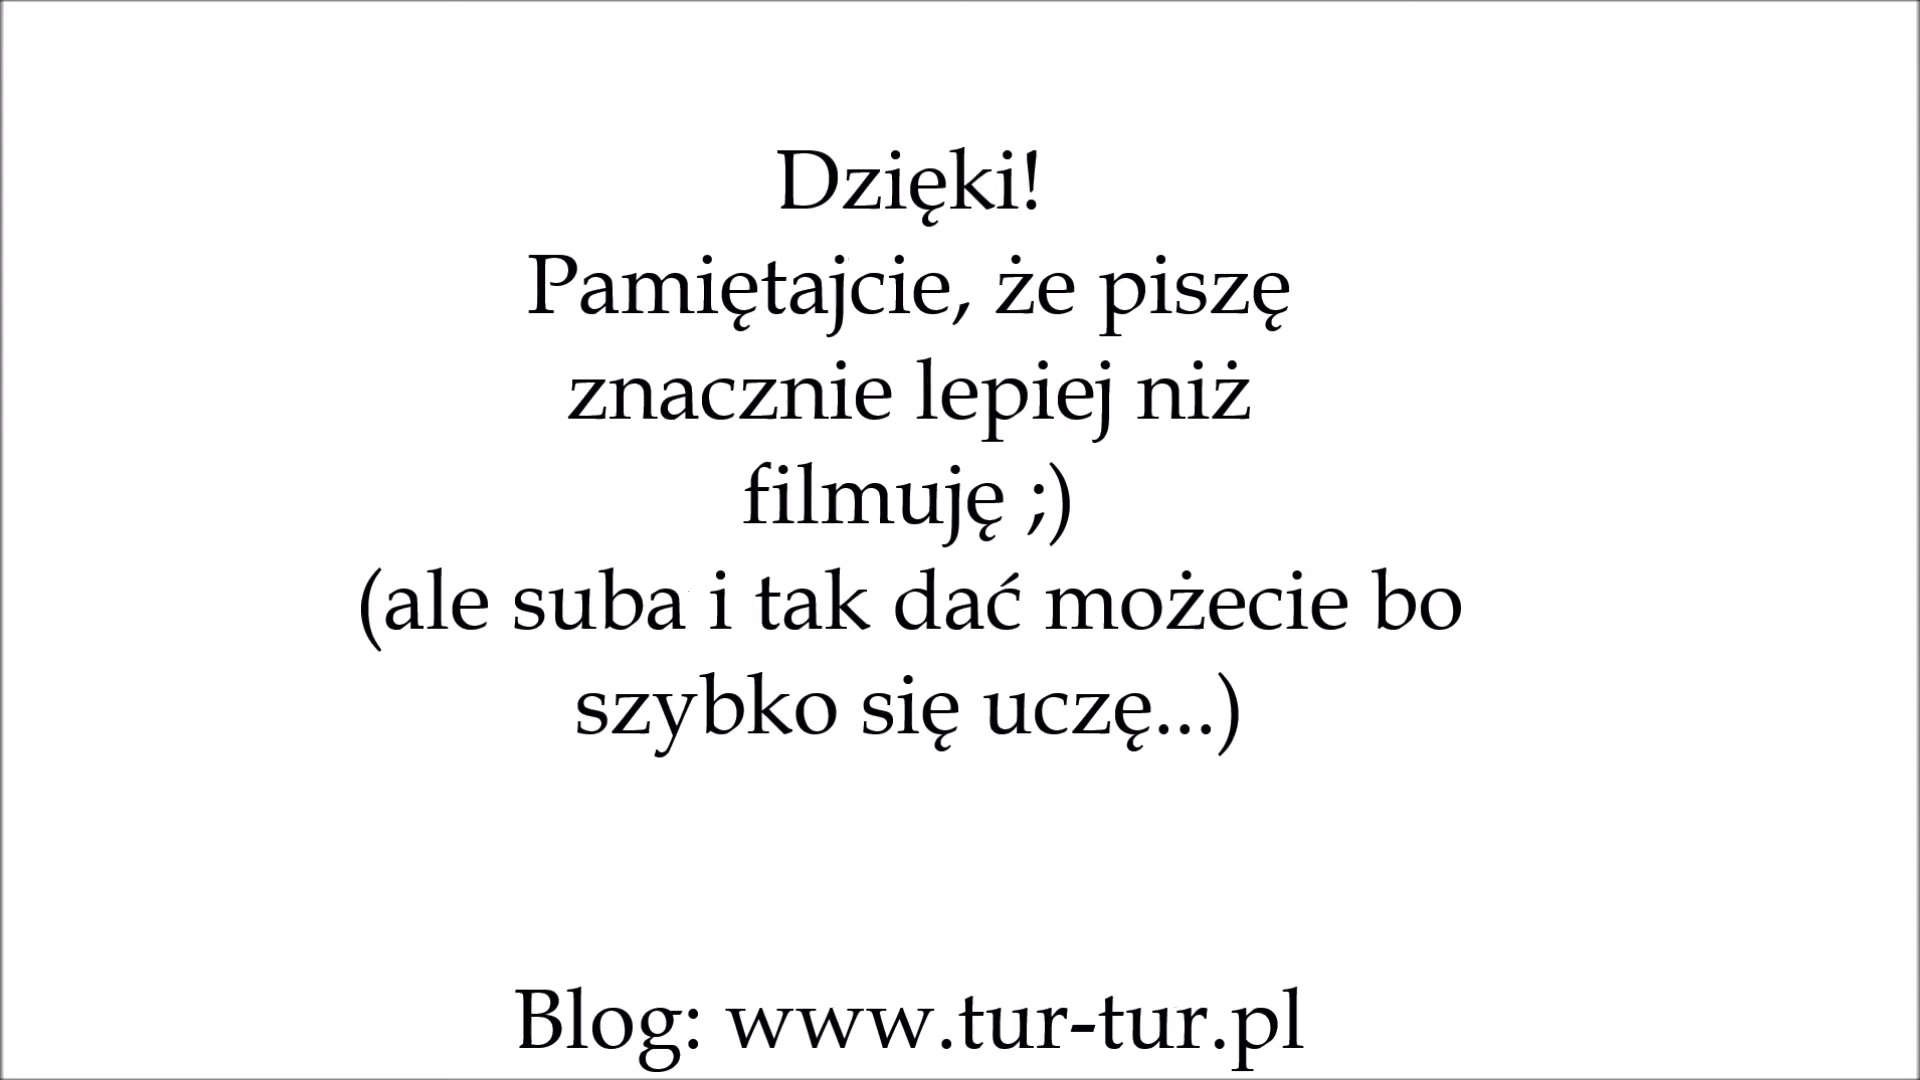 Dzięki!
Pamiętajcie, że piszę
znacznie lepiej niż
filmuję ;)
(ale suba i tak dać możecie bo
szybko się uczę...)
Blog: www.tur-tur.pl